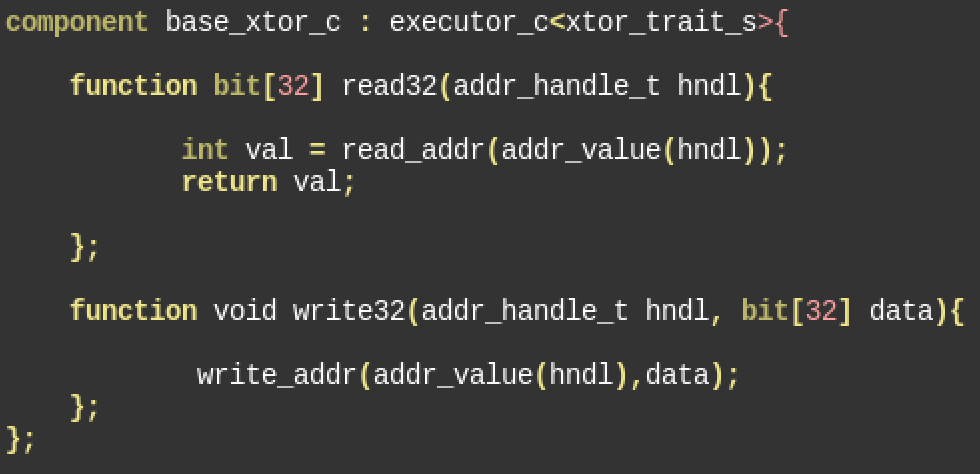 component base_xtor_c : executor_c<xtor_trait_s>{
function bit[32] read32(addr_handle_t hndl){
int val = read_addr(addr_value(hndl));
return val;
};
function void write32(addr_handle_t hndl, bit[32] data){
write_addr(addr_value(hndl),data);
};
};